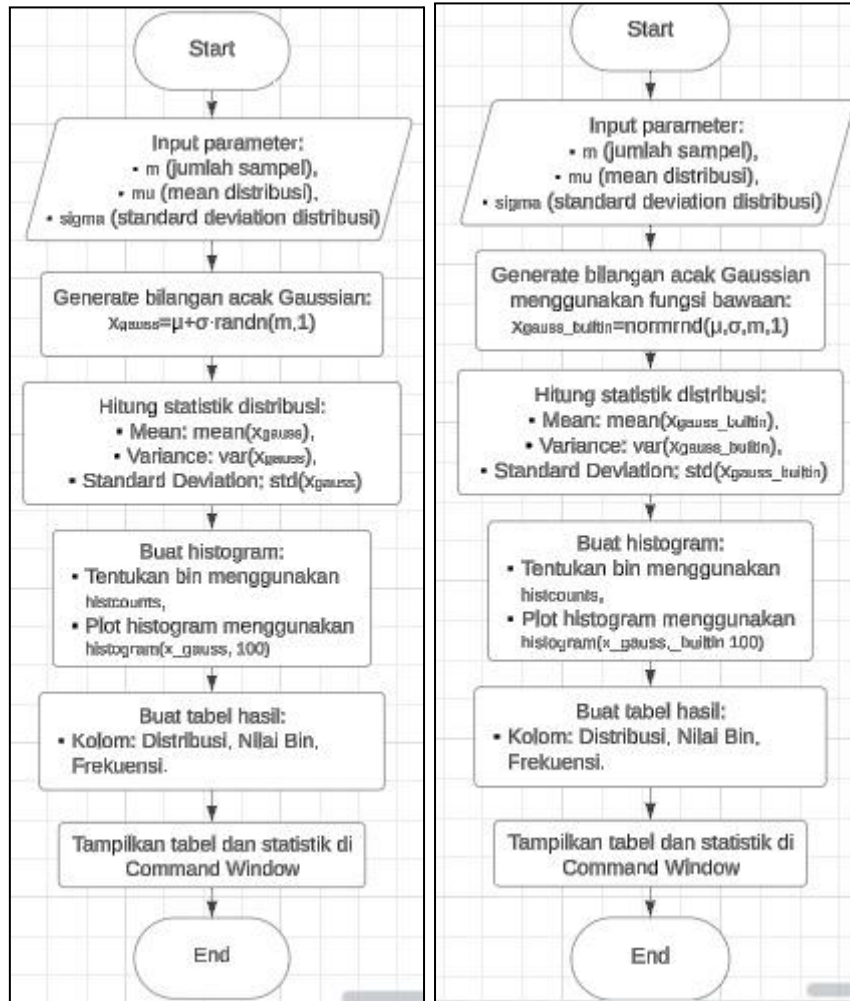 Start
Input parameter:
▪ m (jumlah sampel),
▪ mu (mean distribusi),
▪ sigma (standard deviation distribusi)
Generate bilangan acak Gaussian:
xgauss=μ+σ·randn(m,1)
Hitung statistik distribusi:
▪ Mean: mean(xgauss),
▪ Variance: var(xgauss),
▪ Standard Deviation: std(xgauss)
Buat histogram:
▪ Tentukan bin menggunakan
histcounts,
▪ Plot histogram menggunakan
histogram(x_gauss, 100)
Buat tabel hasil:
▪ Kolom: Distribusi, Nilai Bin,
Frekuensi.
Tampilkan tabel dan statistik di
Command Window
End
Start
Input parameter:
▪ m (jumlah sampel),
▪ mu (mean distribusi),
▪ sigma (standard deviation distribusi)
Generate bilangan acak Gaussian
menggunakan fungsi bawaan:
xgauss_builtin=normrnd(μ,σ,m,1)
Hitung statistik distribusi:
▪ Mean: mean(xgauss_builtin),
▪ Variance: var(xgauss_builtin),
▪ Standard Deviation: std(xgauss_builtin)
Buat histogram:
▪ Tentukan bin menggunakan
histcounts,
▪ Plot histogram menggunakan
histogram(x_gauss,_builtin 100)
Buat tabel hasil:
▪ Kolom: Distribusi, Nilai Bin,
Frekuensi.
Tampilkan tabel dan statistik di
Command Window
End